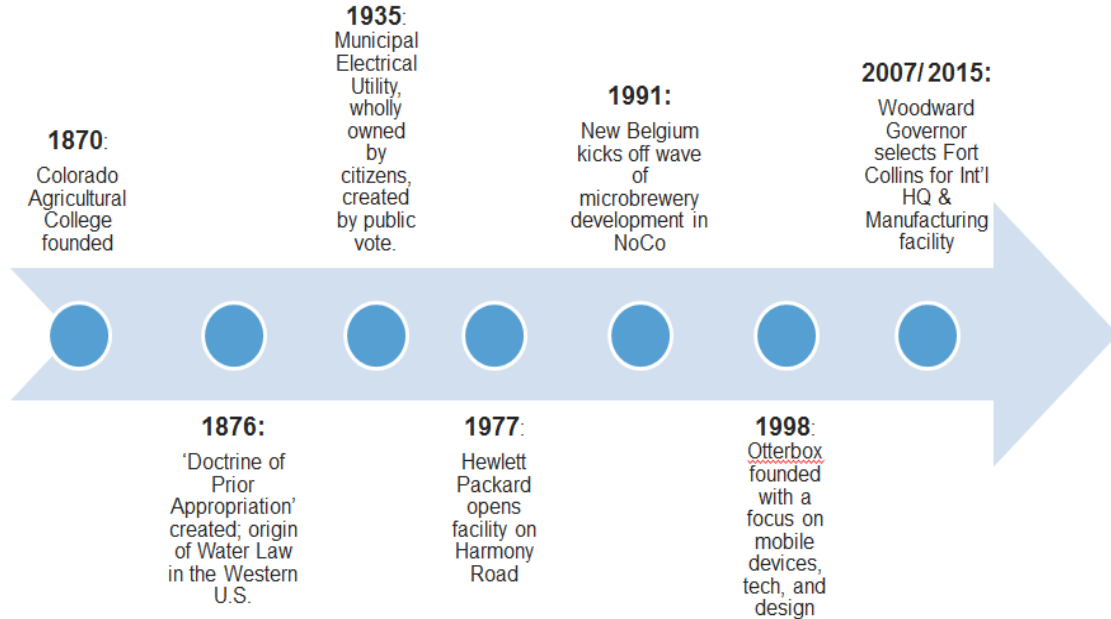 1870:
Colorado
Agricultural
College
founded
1876:
‘Doctrine of
Prior
Appropriation’
created; origin
of Water Law
in the Western
U.S.
1935:
Municipal
Electrical
Utility,
wholly
owned
by
citizens,
created
by public
vote.
1977:
Hewlett
Packard
opens
facility on
Harmony
Road
1991:
New Belgium
kicks off wave
of
microbrewery
development in
NoCo
1998:
Otterbox
founded
with a
focus on
mobile
devices,
tech, and
design
2007/2015:
Woodward
Governor
selects Fort
Collins for Int’l
HQ &
Manufacturing
facility